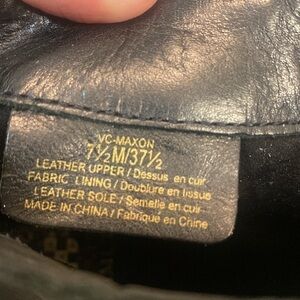 VC-MAXON
7½M/37½
LEATHER UPPER / Dessus en cuir
FABRIC LINING / Doublure en tissus
LEATHER SOLE / Semelle en cuir
MADE IN CHINA / Fabrique en Chine